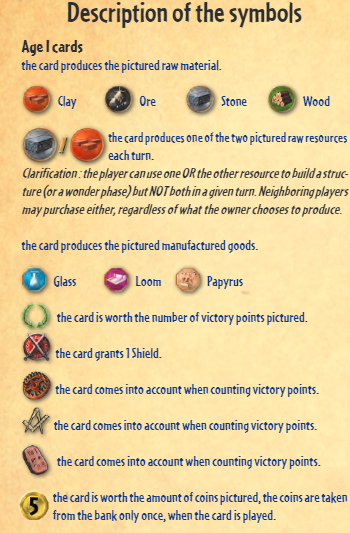 Description of the symbols
Age I cards
the card produces the pictured raw material.
Clay Ore Stone Wood
/ the card produces one of the two pictured raw resources
each turn.
Clarification : the player can use one OR the other resource to build a struc-
ture (or a wonder phase) but NOT both in a given turn. Neighboring players
may purchase either, regardless of what the owner chooses to produce.
the card produces the pictured manufactured goods.
Glass Loom Papyrus
the card is worth the number of victory points pictured.
the card grants 1 Shield.
the card comes into account when counting victory points.
the card comes into account when counting victory points.
the card comes into account when counting victory points.
5 the card is worth the amount of coins pictured, the coins are taken
from the bank only once, when the card is played.